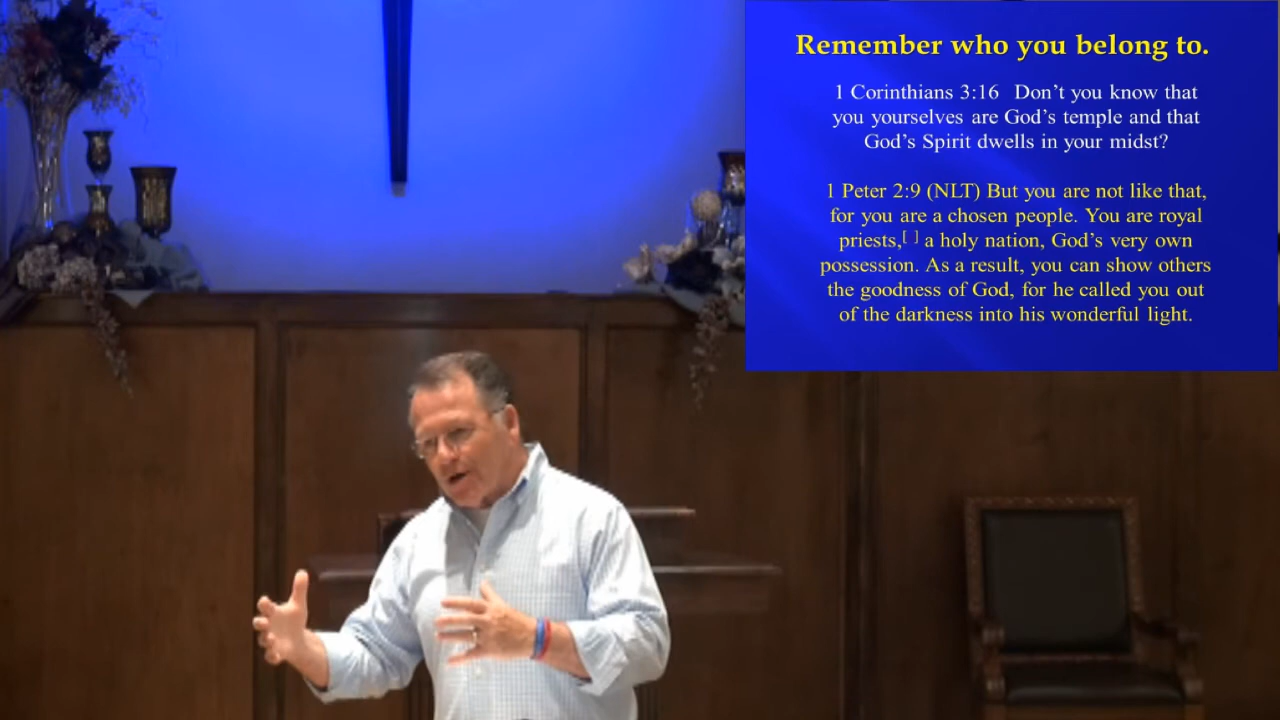 Remember who you belong to.
1 Corinthians 3:16 Don't you know that
you yourselves are God's temple and that
God's Spirit dwells in your midst?
1 Peter 2:9 (NLT) But you are not like that,
for you are a chosen people. You are royal
priests,[ ] a holy nation, God's very own
possession. As a result, you can show others
the goodness of God, for he called you out
of the darkness into his wonderful light.